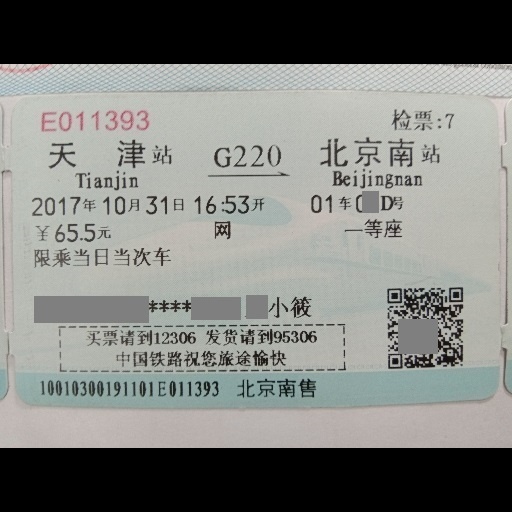 E011393 检票:7
天津站 G220 北京南站
Tianjin Beijingnan
2017年10月31日16:53开 01车0 D号
￥65.5元 网 一等座
限乘当日当次车
**** 小筱
买票请到12306 发货请到95306
中国铁路祝您旅途愉快
10010300191101E011393 北京南售